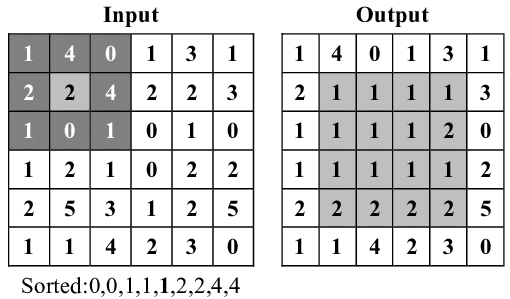 Input Output
1 4 0 1 3 1 1 4 0 1 3 1
2 2 4 2 2 3 2 1 1 1 1 3
1 0 1 0 1 0 1 1 1 1 2 0
1 2 1 0 2 2 1 1 1 1 1 2
2 5 3 1 2 5 2 2 2 2 2 5
1 1 4 2 3 0 1 1 4 2 3 0
Sorted:0,0,1,1,1,2,2,4,4